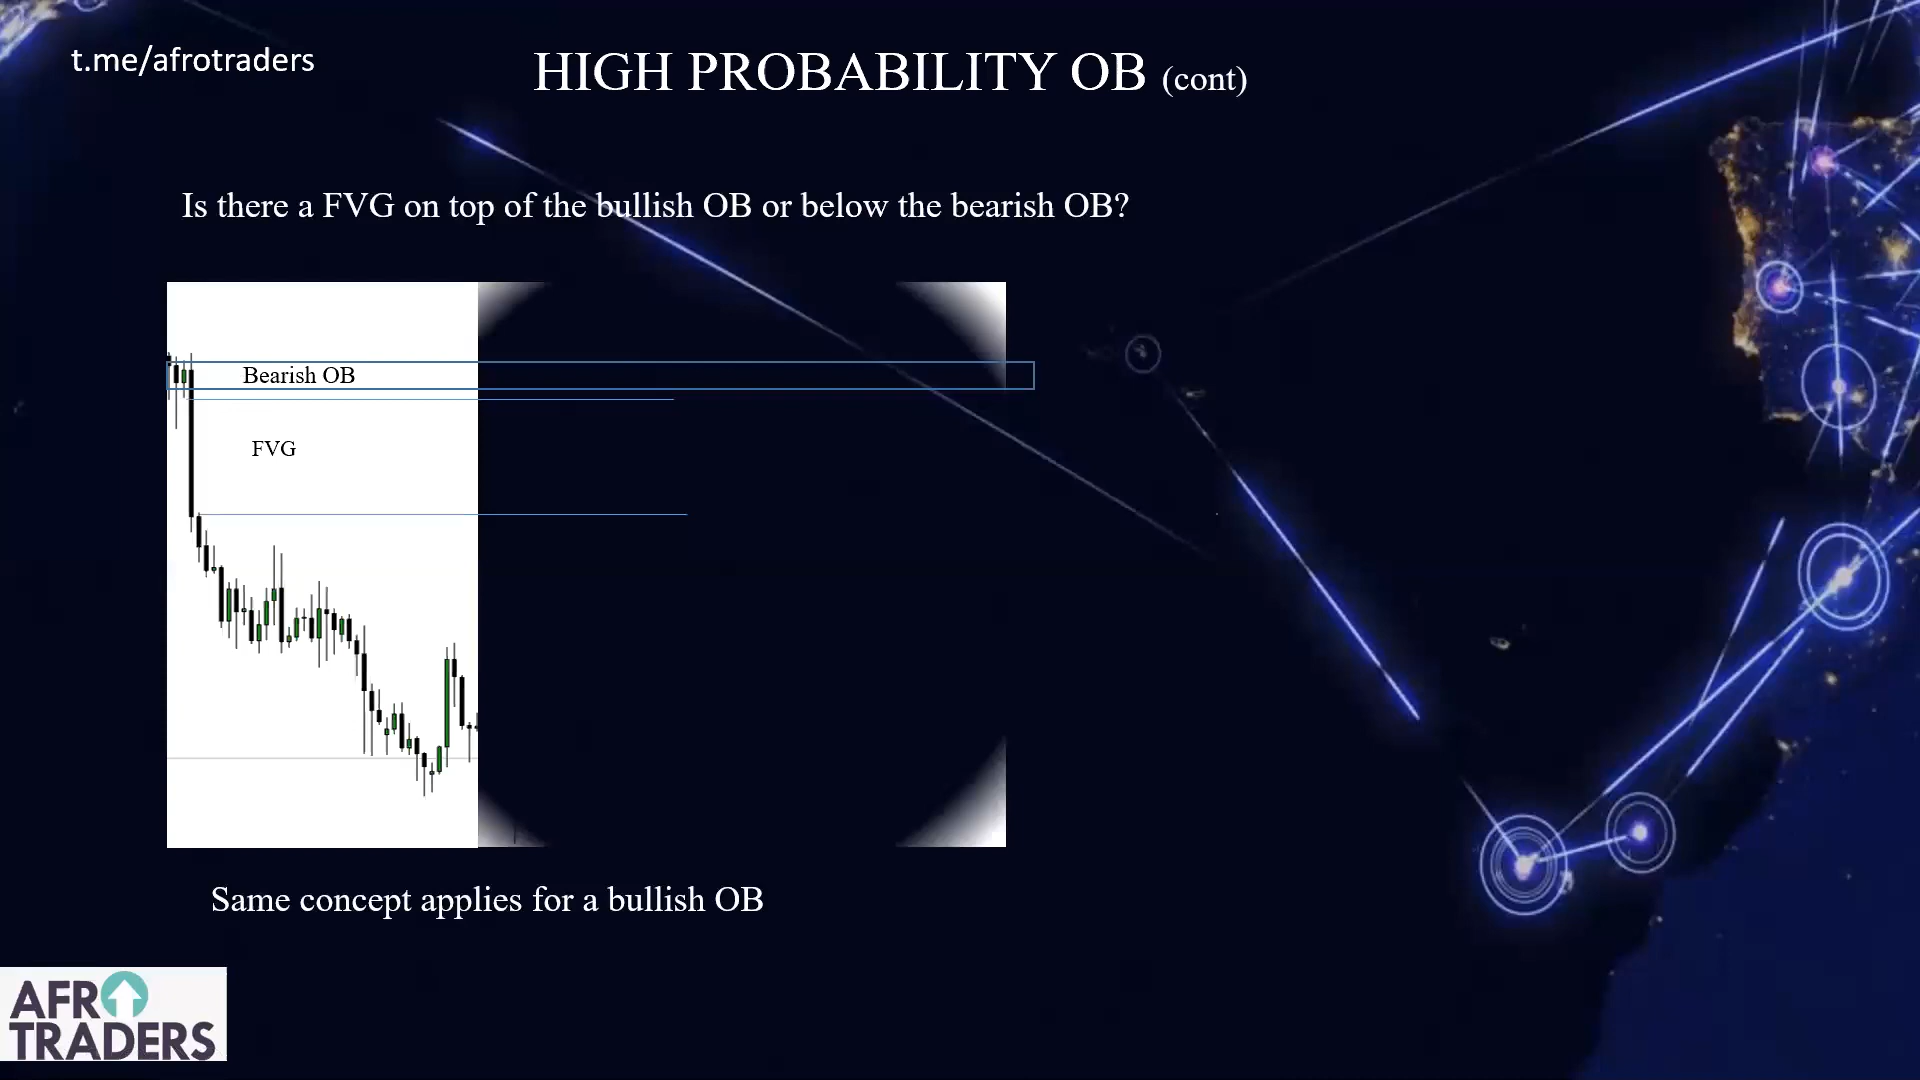 t.me/afrotraders
HIGH PROBABILITY OB (cont)
Is there a FVG on top of the bullish OB or below the bearish OB?
Bearish OB
FVG
Same concept applies for a bullish OB
AFRO
TRADERS